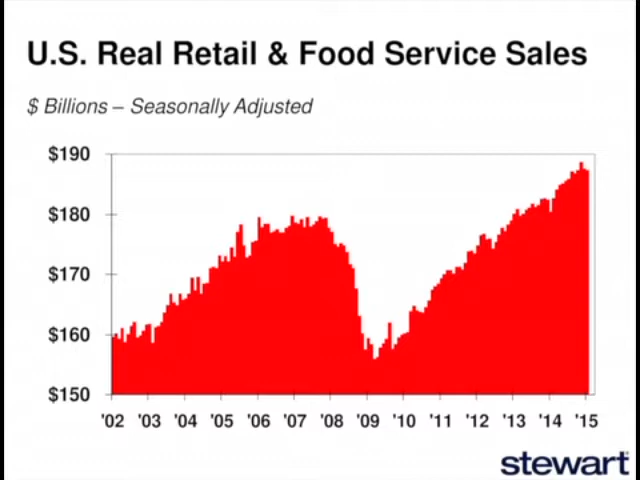 U.S. Real Retail & Food Service Sales
$ Billions – Seasonally Adjusted
$190
$180
$170
$160
$150
'02 '03 '04 '05 '06 '07 '08 '09 '10 '11 '12 '13 '14 '15
stewart